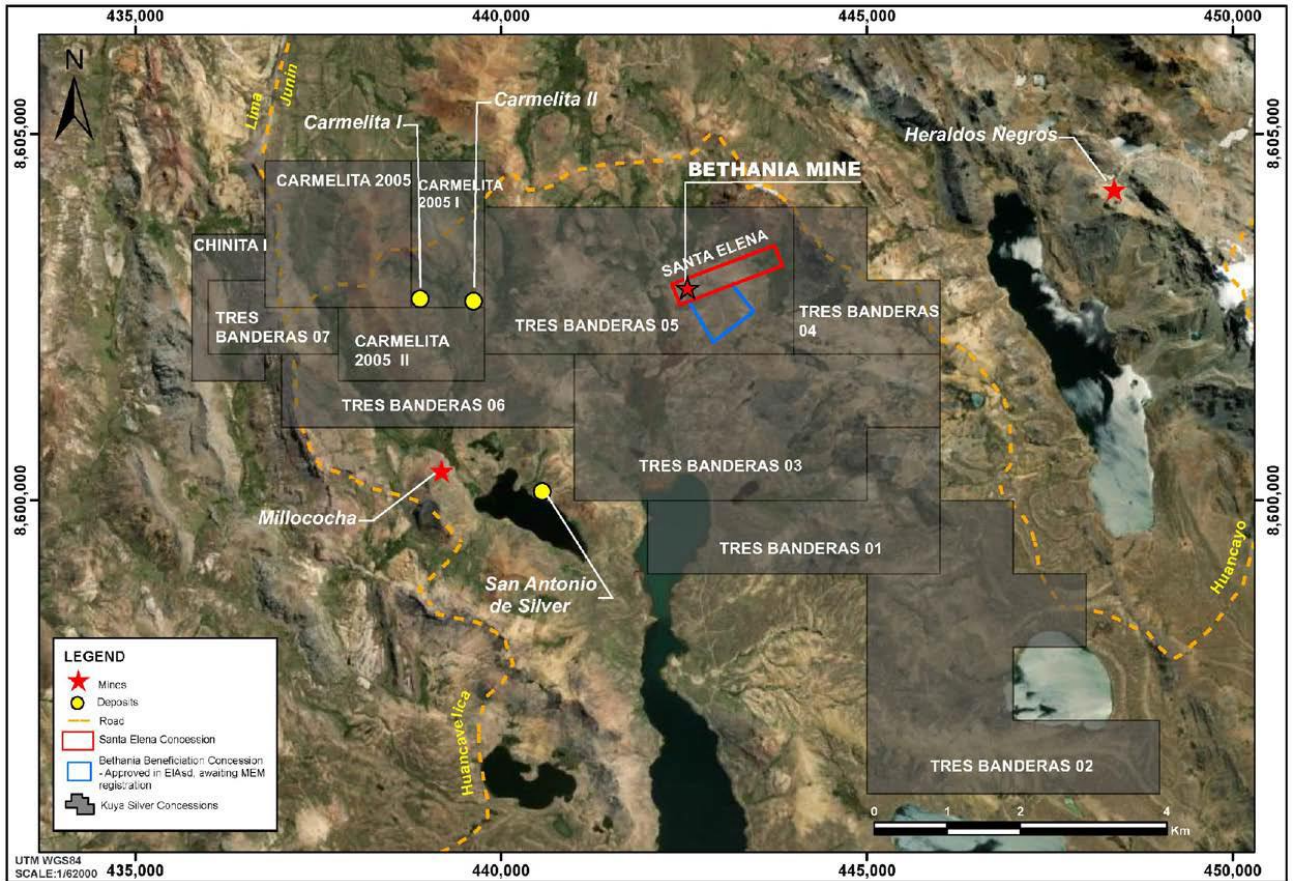 435,000
440,000
445,000
450,000
8,605,000
8,605,000
8,600,000
8,600,000
N
Lima
Junin
Carmelita I
Carmelita II
Heraldos Negros
BETHANIA MINE
CARMELITA 2005
CARMELITA
2005 I
SANTA ELENA
CHINITA I
TRES
BANDERAS 07
CARMELITA
2005 II
TRES BANDERAS 05
TRES BANDERAS
04
TRES BANDERAS 06
TRES BANDERAS 03
Millococha
TRES BANDERAS 01
San Antonio
de Silver
Huancayo
Huancavelica
TRES BANDERAS 02
LEGEND
Mines
Deposits
Road
Santa Elena Concession
Bethania Beneficiation Concession
- Approved in EIAsd, awaiting MEM
registration
Kuya Silver Concessions
0 1 2 4
Km
UTM WGS84
SCALE:1/62000
435,000
440,000
445,000
450,000